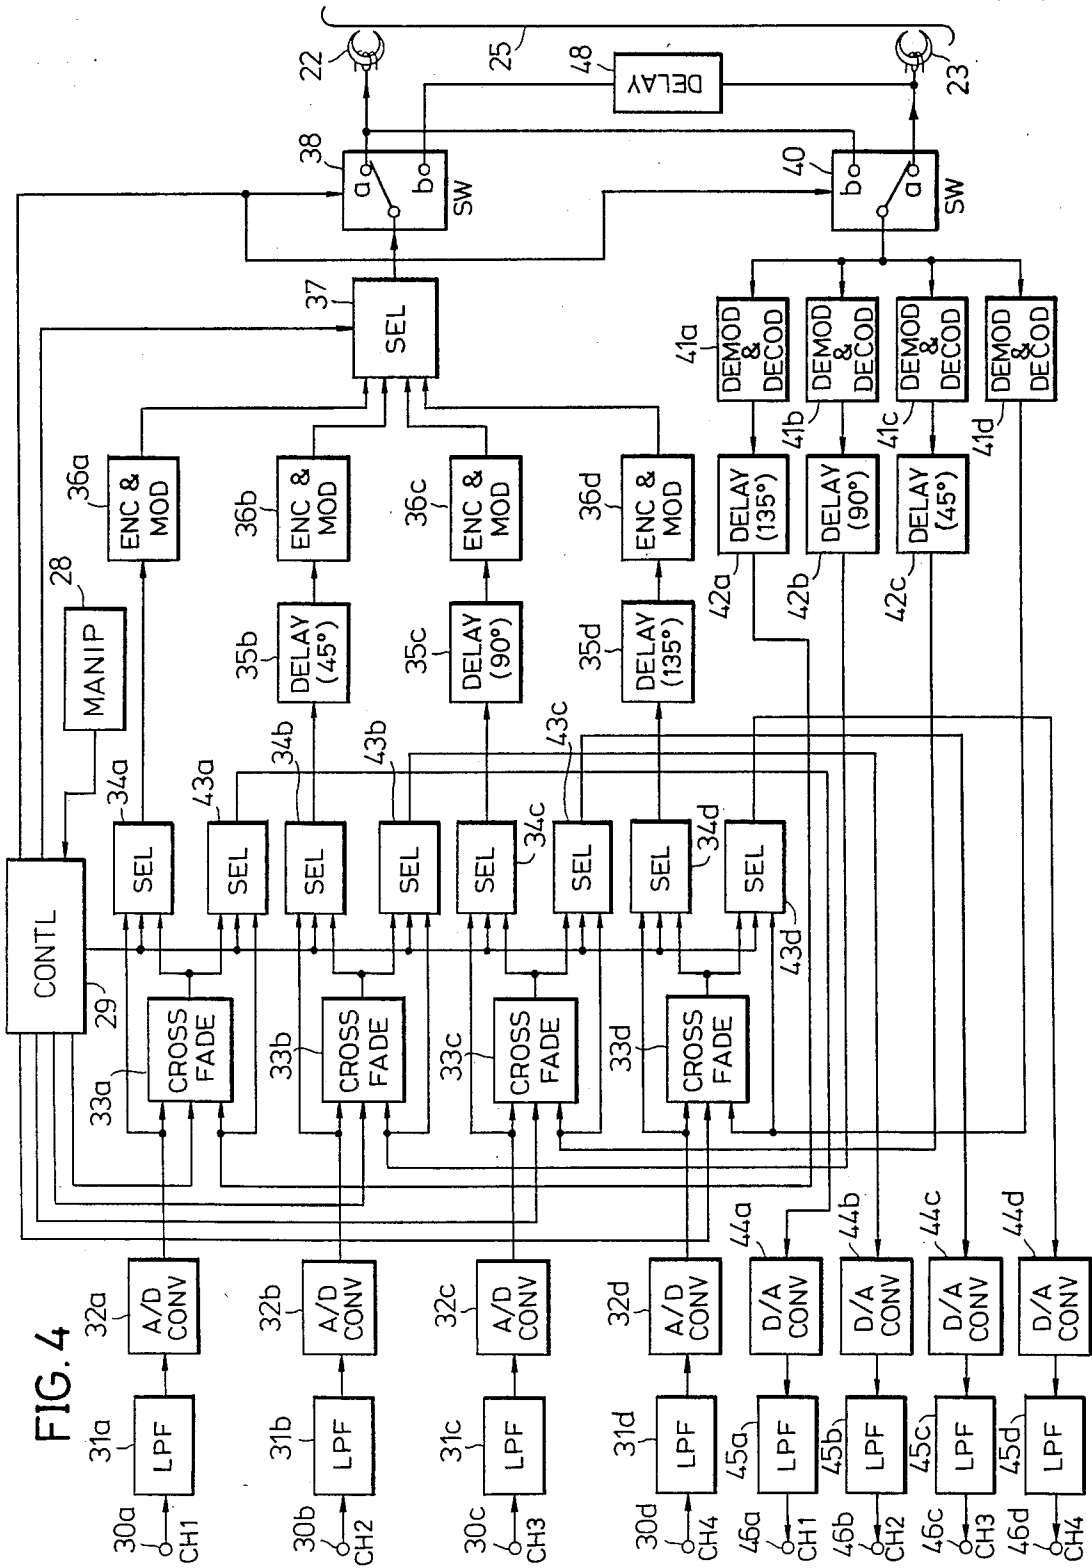 FIG. 4
30a
CH1
31a
LPF
32a
A/D
CONV
33a
CROSS
FADE
29
CONTL
28
MANIP
34a
SEL
36a
ENC &
MOD
43a
SEL
30b
CH2
31b
LPF
32b
A/D
CONV
33b
CROSS
FADE
34b
SEL
35b
DELAY
(45°)
36b
ENC &
MOD
43b
SEL
30c
CH3
31c
LPF
32c
A/D
CONV
33c
CROSS
FADE
34c
SEL
35c
DELAY
(90°)
36c
ENC &
MOD
43c
SEL
30d
CH4
31d
LPF
32d
A/D
CONV
33d
CROSS
FADE
34d
SEL
35d
DELAY
(135°)
36d
ENC &
MOD
43d
SEL
37
SEL
38
a
b
SW
22
25
48
DELAY
23
40
b
a
SW
46a
CH1
45a
LPF
44a
D/A
CONV
42a
DELAY
(135°)
41a
DEMOD
&
DECOD
46b
CH2
45b
LPF
44b
D/A
CONV
42b
DELAY
(90°)
41b
DEMOD
&
DECOD
46c
CH3
45c
LPF
44c
D/A
CONV
42c
DELAY
(45°)
41c
DEMOD
&
DECOD
46d
CH4
45d
LPF
44d
D/A
CONV
41d
DEMOD
&
DECOD